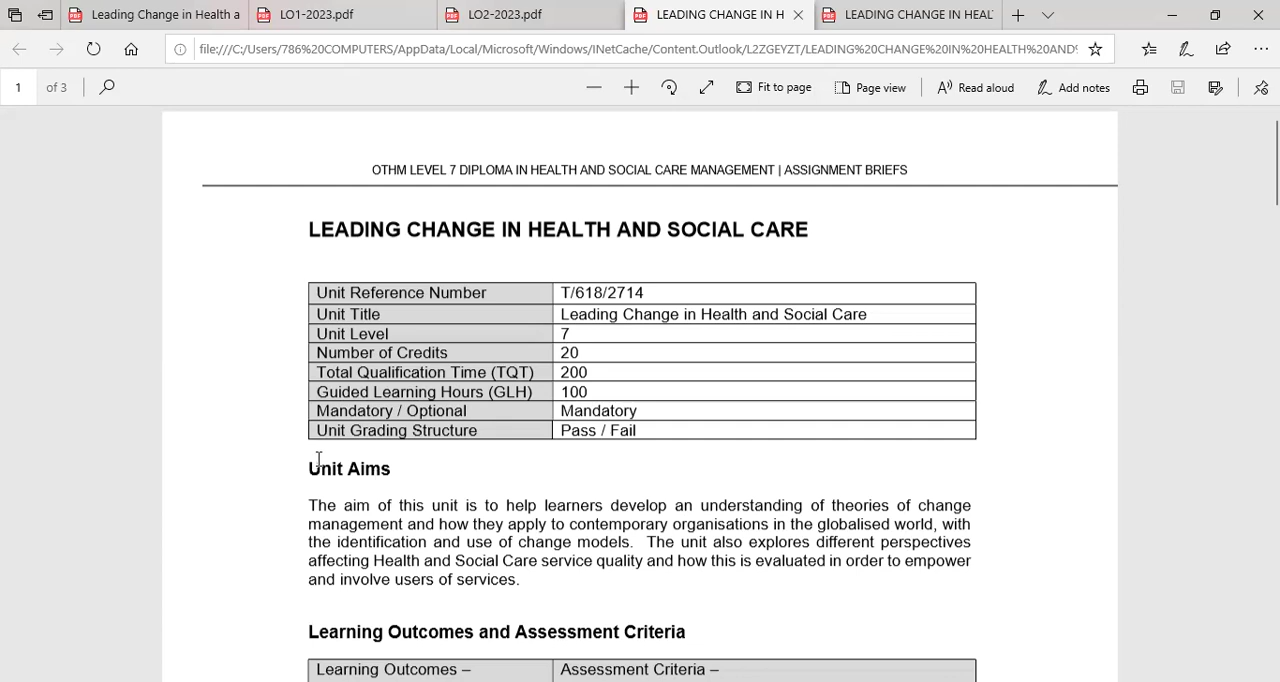 Leading Change in Health a
LO1-2023.pdf
LO2-2023.pdf
LEADING CHANGE IN H
LEADING CHANGE IN HEAL
file:///C:/Users/786%20COMPUTERS/AppData/Local/Microsoft/Windows/INetCache/Content.Outlook/L2ZGEYZT/LEADING%20CHANGE%20IN%20HEALTH%20AND%
1 of 3
Fit to page
Page view
Read aloud
Add notes
OTHM LEVEL 7 DIPLOMA IN HEALTH AND SOCIAL CARE MANAGEMENT | ASSIGNMENT BRIEFS
LEADING CHANGE IN HEALTH AND SOCIAL CARE
Unit Reference Number T/618/2714
Unit Title Leading Change in Health and Social Care
Unit Level 7
Number of Credits 20
Total Qualification Time (TQT) 200
Guided Learning Hours (GLH) 100
Mandatory / Optional Mandatory
Unit Grading Structure Pass / Fail
Unit Aims
The aim of this unit is to help learners develop an understanding of theories of change
management and how they apply to contemporary organisations in the globalised world, with
the identification and use of change models. The unit also explores different perspectives
affecting Health and Social Care service quality and how this is evaluated in order to empower
and involve users of services.
Learning Outcomes and Assessment Criteria
Learning Outcomes – Assessment Criteria –